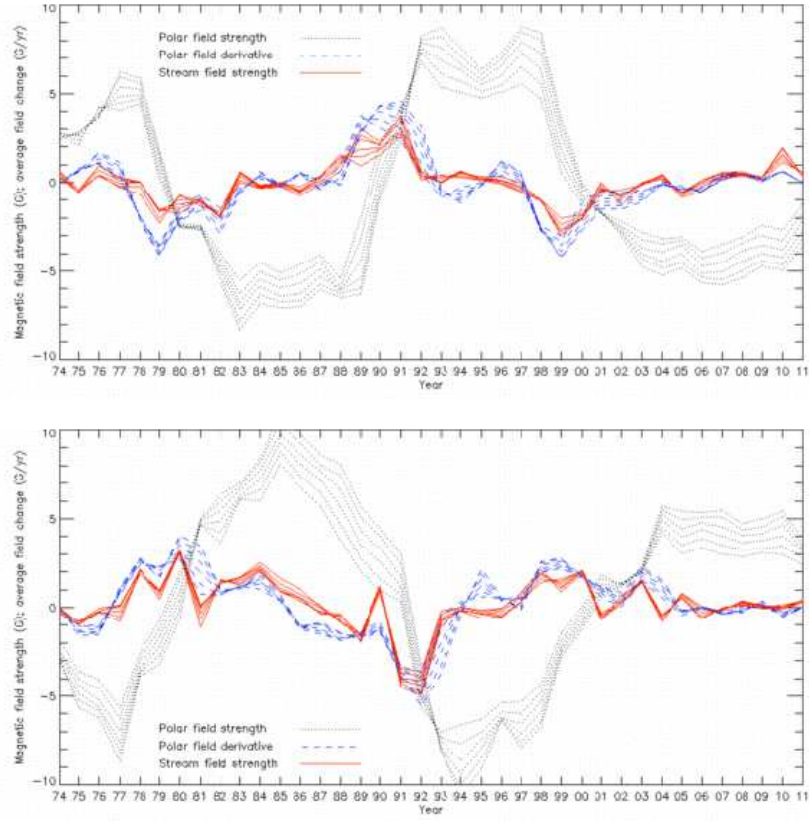 10
5
0
-5
-10
Magnetic field strength (G); average field change (G/yr)
Polar field strength
Polar field derivative
Stream field strength
74 75 76 77 78 79 80 81 82 83 84 85 86 87 88 89 90 91 92 93 94 95 96 97 98 99 00 01 02 03 04 05 06 07 08 09 10 11
Year
10
5
0
-5
-10
Magnetic field strength (G); average field change (G/yr)
Polar field strength
Polar field derivative
Stream field strength
74 75 76 77 78 79 80 81 82 83 84 85 86 87 88 89 90 91 92 93 94 95 96 97 98 99 00 01 02 03 04 05 06 07 08 09 10 11
Year